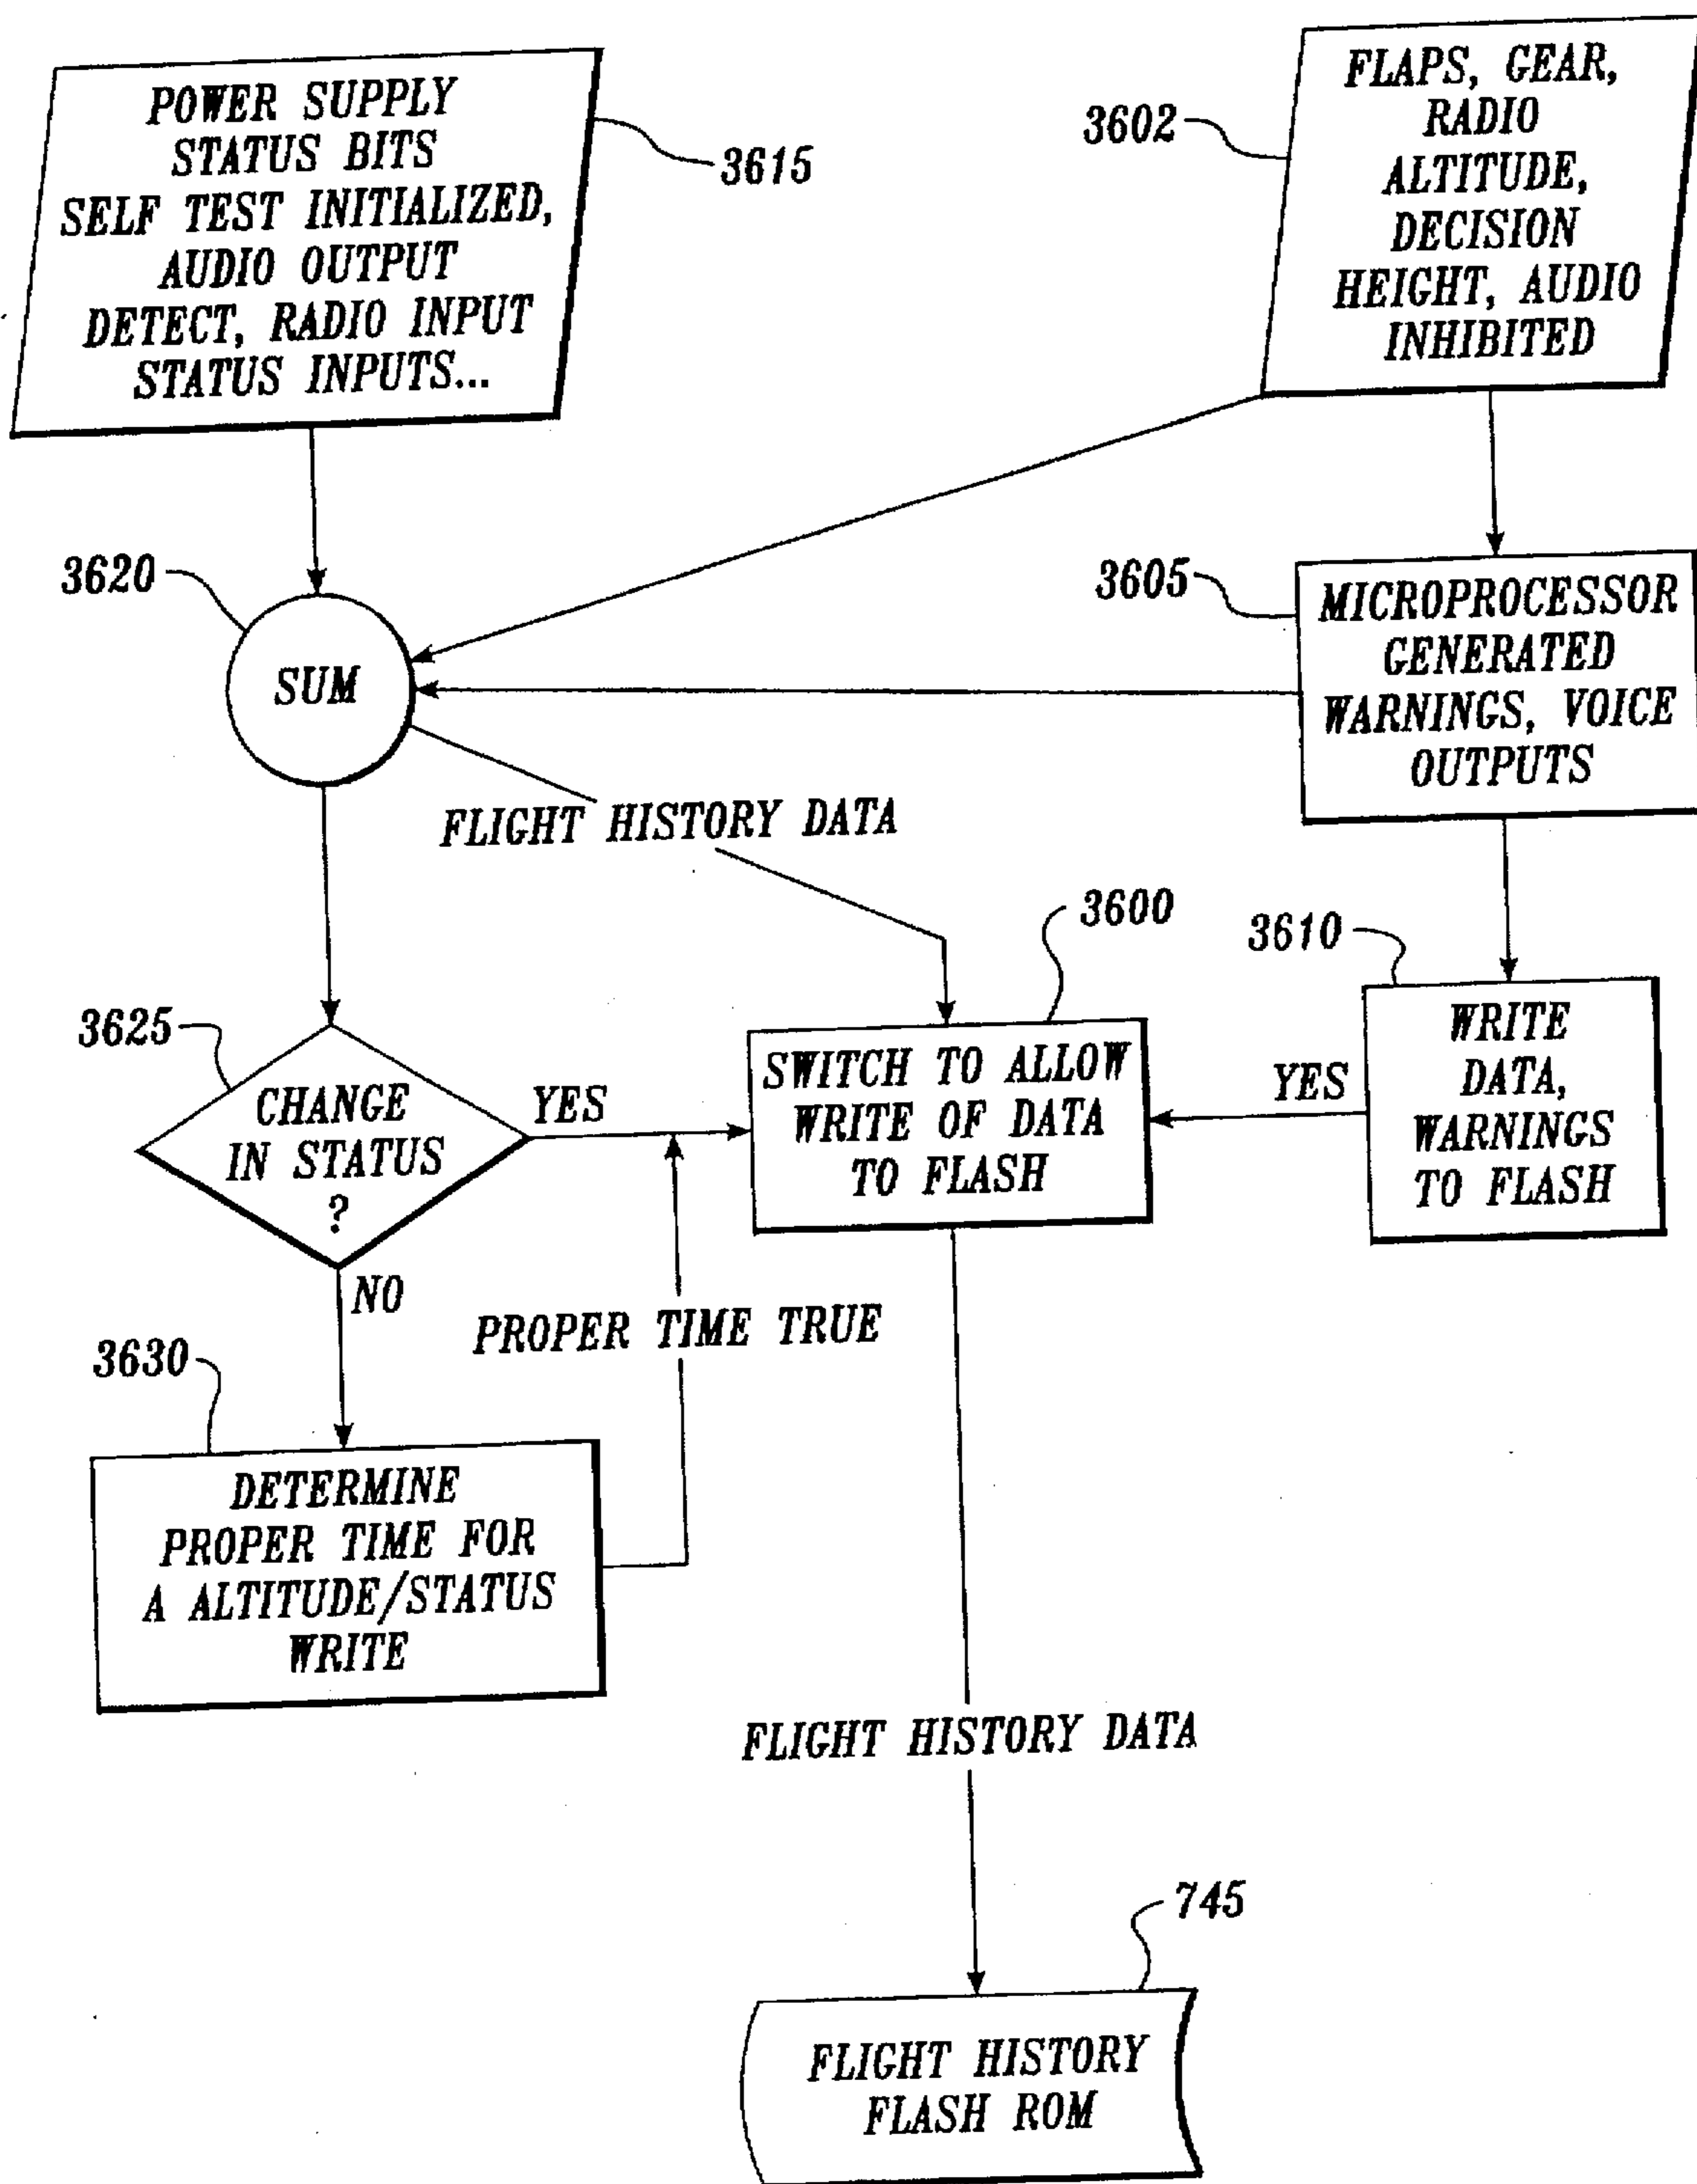 POWER SUPPLY
STATUS BITS
SELF TEST INITIALIZED,
AUDIO OUTPUT
DETECT, RADIO INPUT
STATUS INPUTS...
3615
3602
FLAPS, GEAR,
RADIO
ALTITUDE,
DECISION
HEIGHT, AUDIO
INHIBITED
3620
SUM
3605
MICROPROCESSOR
GENERATED
WARNINGS, VOICE
OUTPUTS
FLIGHT HISTORY DATA
3600
3610
3625
CHANGE
IN STATUS
?
YES
SWITCH TO ALLOW
WRITE OF DATA
TO FLASH
YES
WRITE
DATA,
WARNINGS
TO FLASH
NO
PROPER TIME TRUE
3630
DETERMINE
PROPER TIME FOR
A ALTITUDE/STATUS
WRITE
FLIGHT HISTORY DATA
745
FLIGHT HISTORY
FLASH ROM